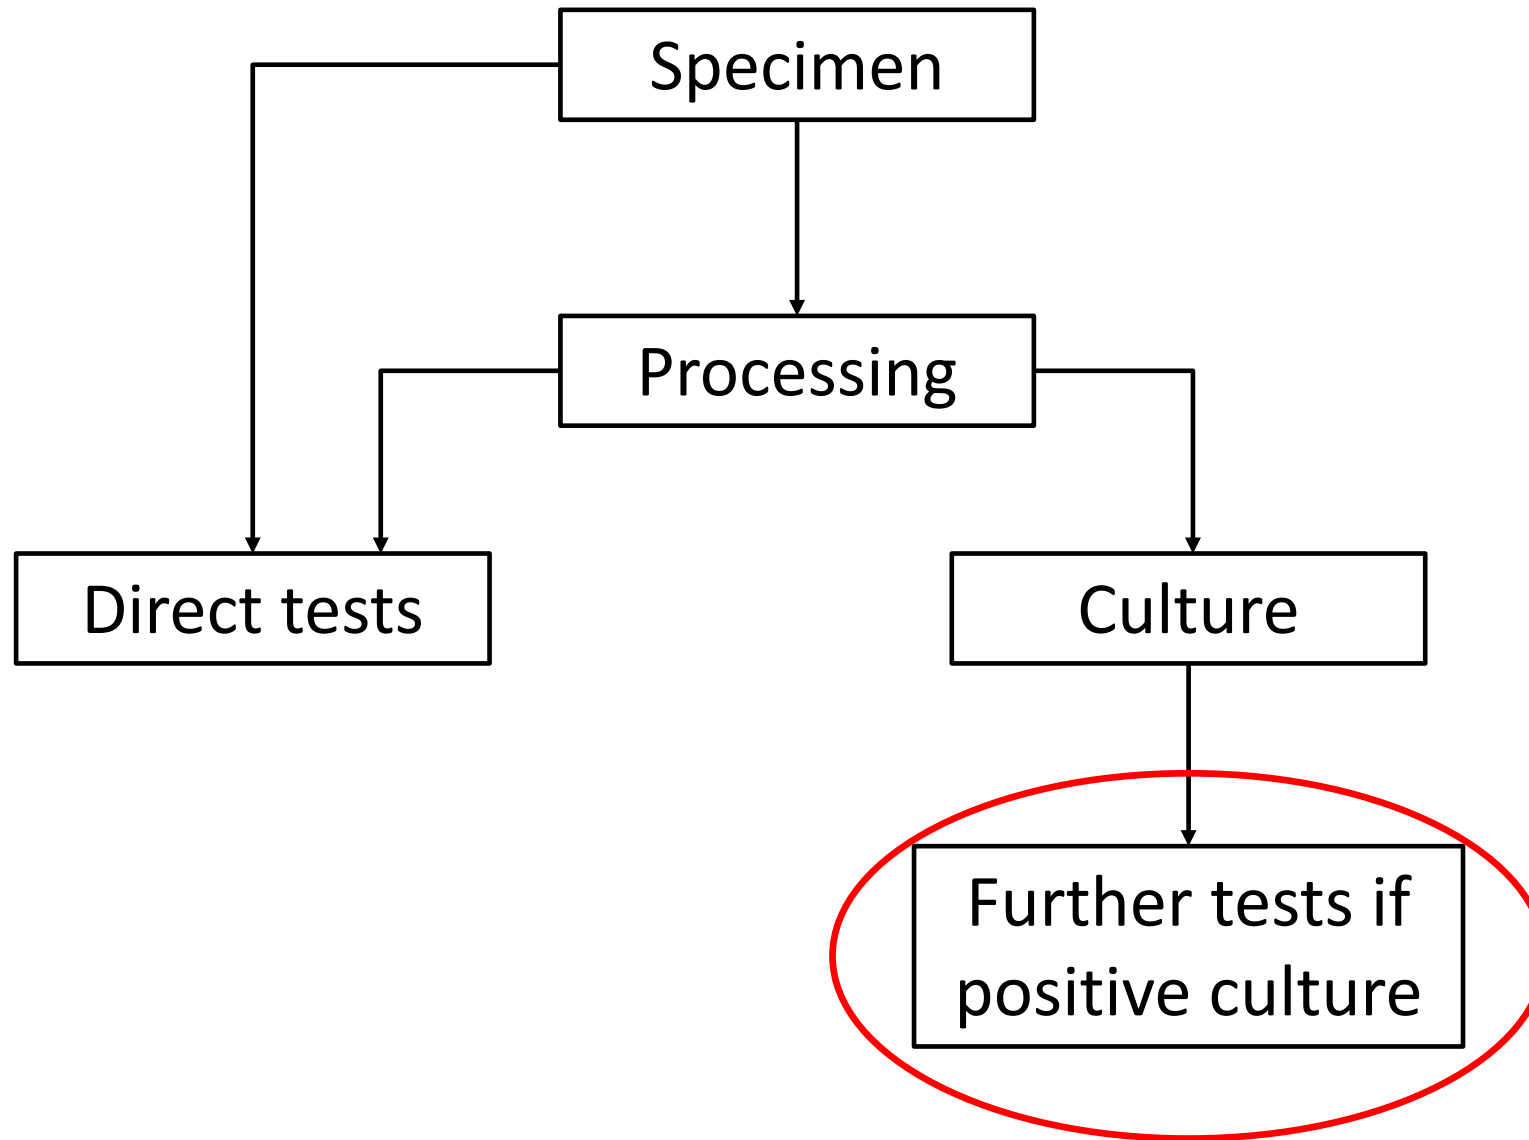 Specimen
Processing
Direct tests
Culture
Further tests if
positive culture